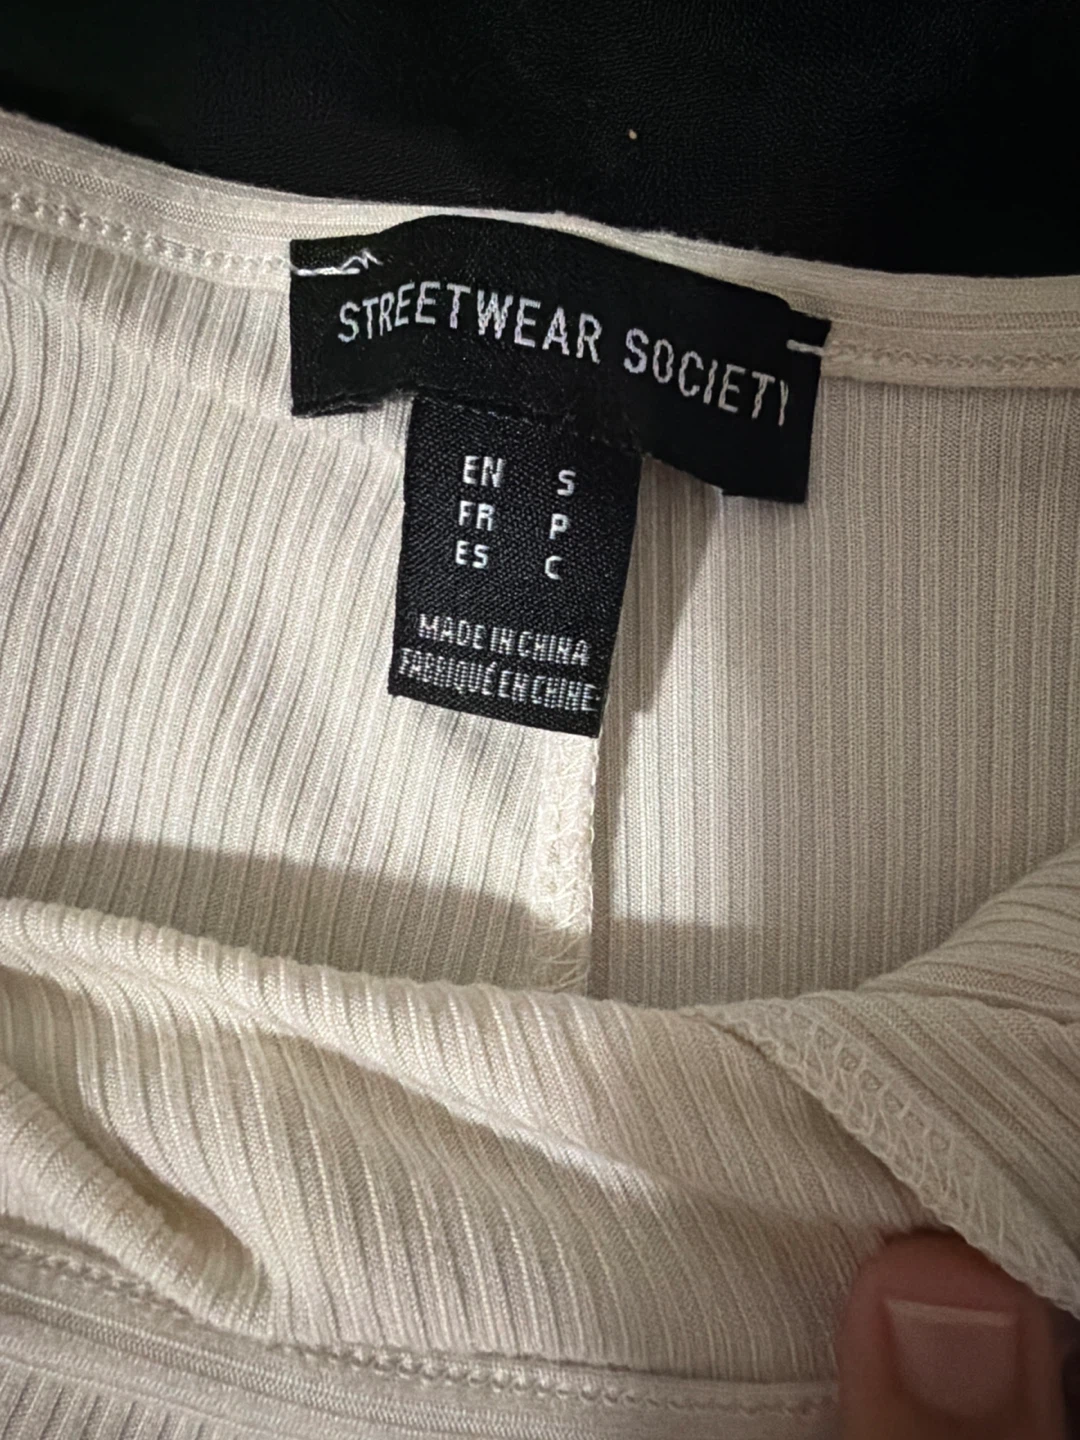 STREETWEAR SOCIETY
EN S
FR P
ES C
MADE IN CHINA
FABRIQUÉ EN CHINE